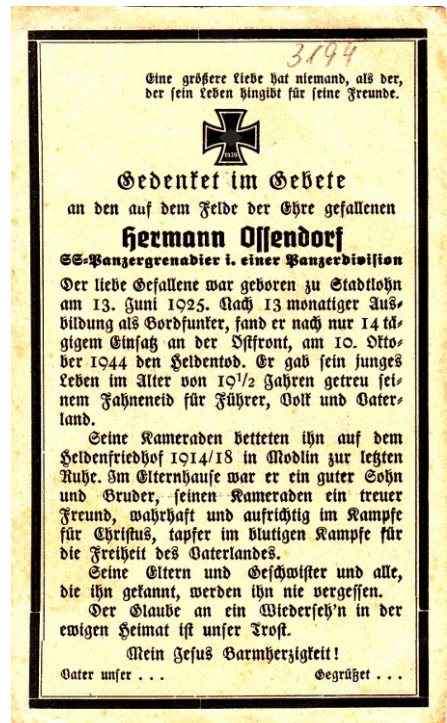 3194
Eine größere Liebe hat niemand, als der,
der sein Leben hingibt für seine Freunde.
1939
Gedenket im Gebete
an den auf dem Felde der Ehre gefallenen
Hermann Ossendorf
SS-Panzergrenadier i. einer Panzerdivision
Der liebe Gefallene war geboren zu Stadtlohn
am 13. Juni 1925. Nach 13 monatiger Aus-
bildung als Bordfunker, fand er nach nur 14 tä-
gigem Einsatz an der Ostfront, am 10. Okto-
ber 1944 den Heldentod. Er gab sein junges
Leben im Alter von 19½ Jahren getreu sei-
nem Fahneneid für Führer, Volk und Vater-
land.
Seine Kameraden betteten ihn auf dem
Heldenfriedhof 1914/18 in Modlin zur letzten
Ruhe. Im Elternhause war er ein guter Sohn
und Bruder, seinen Kameraden ein treuer
Freund, wahrhaft und aufrichtig im Kampfe
für Christus, tapfer im blutigen Kampfe für
die Freiheit des Vaterlandes.
Seine Eltern und Geschwister und alle,
die ihn gekannt, werden ihn nie vergessen.
Der Glaube an ein Wiederseh'n in der
ewigen Heimat ist unser Trost.
Mein Jesus Barmherzigkeit!
Vater unser . . . Gegrüßet . . .